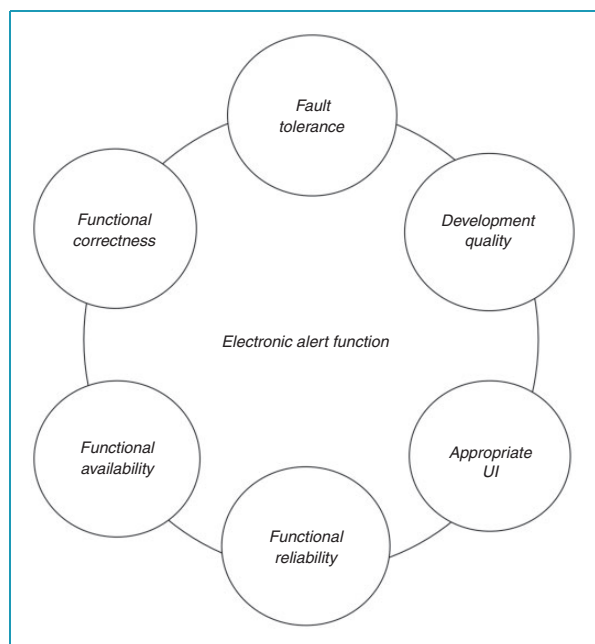 Fault
tolerance
Functional
correctness
Development
quality
Electronic alert function
Functional
availability
Appropriate
UI
Functional
reliability